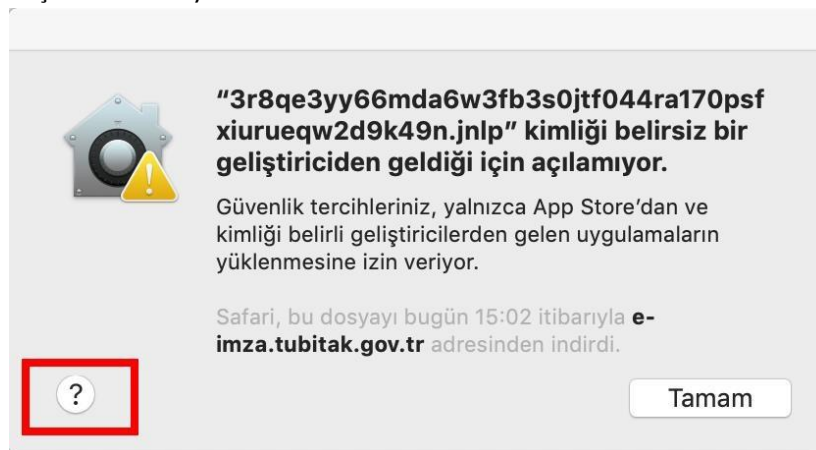 “3r8qe3yy66mda6w3fb3s0jtf044ra170psf
xiurueqw2d9k49n.jnlp” kimliği belirsiz bir
geliştiriciden geldiği için açılamıyor.
Güvenlik tercihleriniz, yalnızca App Store’dan ve
kimliği belirli geliştiricilerden gelen uygulamaların
yüklenmesine izin veriyor.
Safari, bu dosyayı bugün 15:02 itibarıyla e-
imza.tubitak.gov.tr adresinden indirdi.
?
Tamam